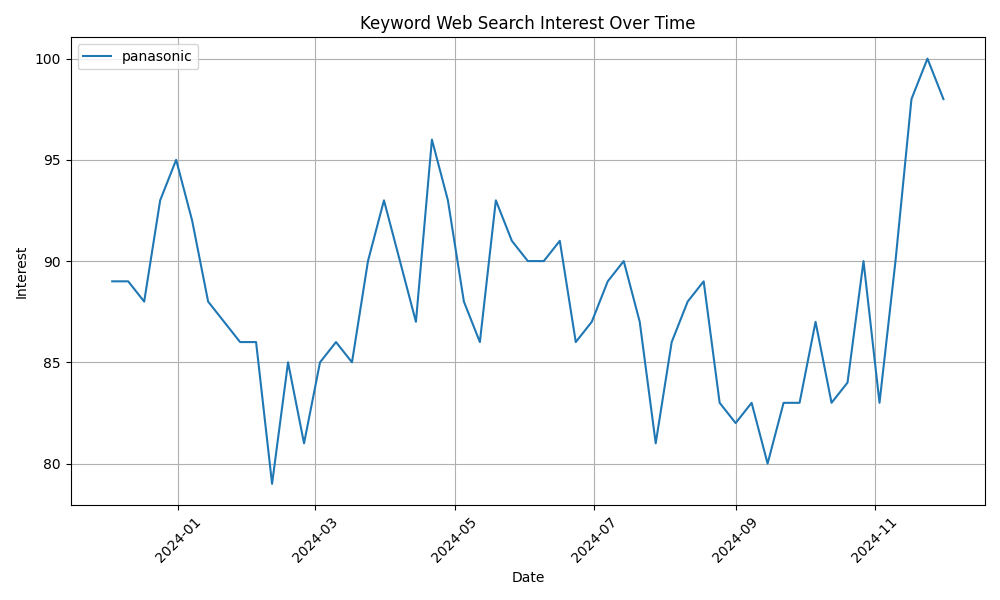 Keyword Web Search Interest Over Time
panasonic
100
95
90
85
80
Interest
2024-01
2024-03
2024-05
2024-07
2024-09
2024-11
Date